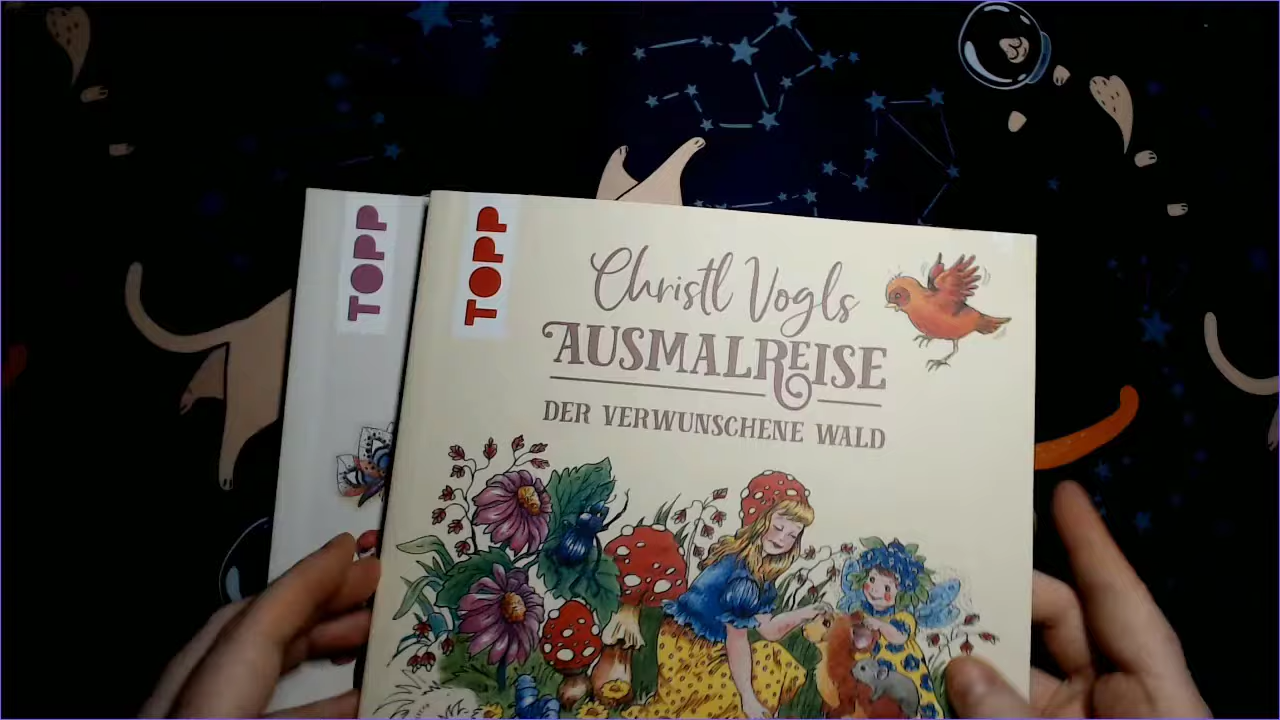 TOPP
TOPP
Christl Vogls
AUSMALREISE
DER VERWUNSCHENE WALD